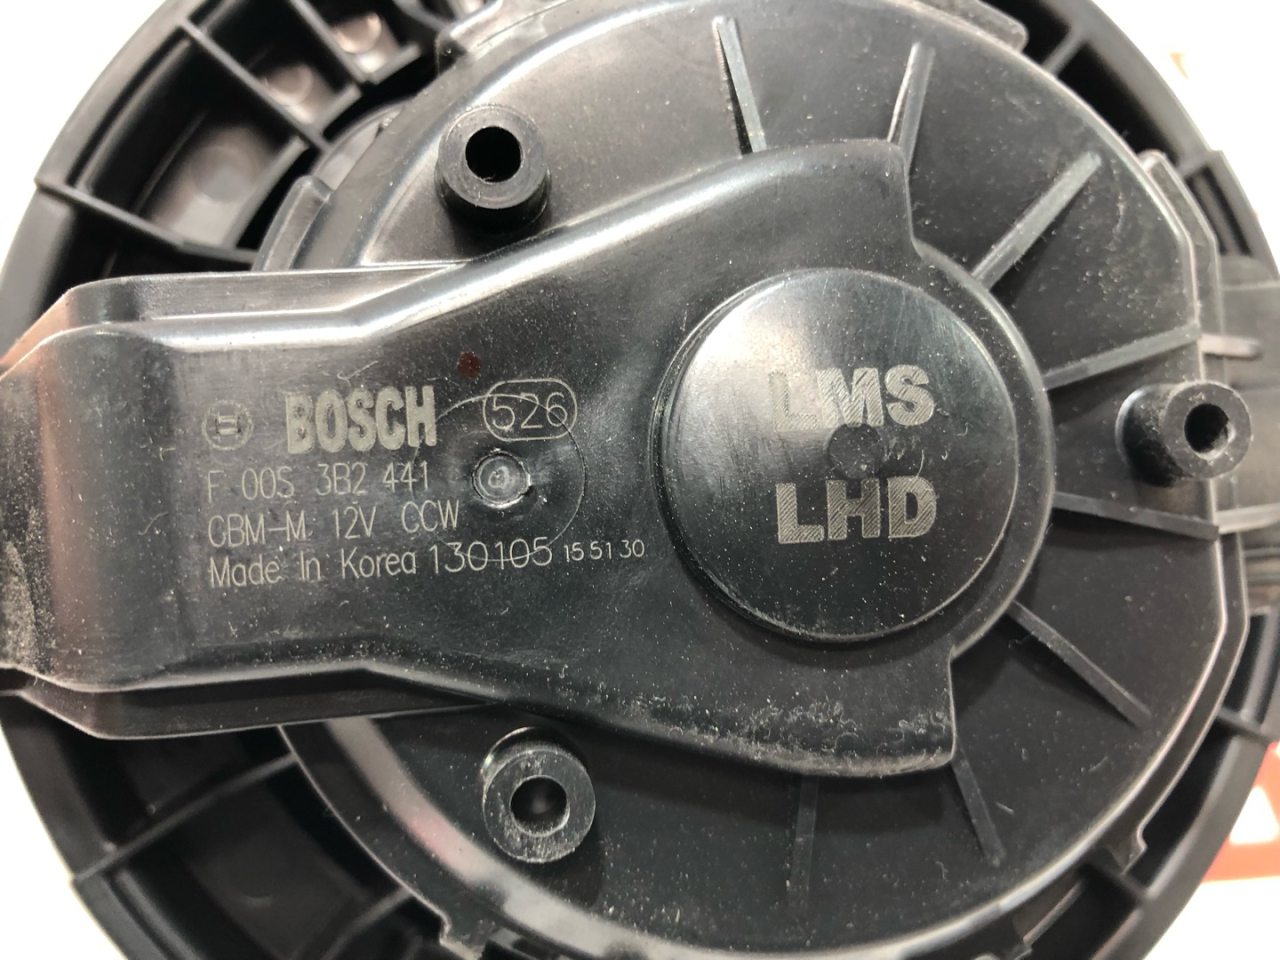 BOSCH 526
F 00S 3B2 441
CBM-M 12V CCW
Made In Korea 130105 15 51 30
LMS
LHD